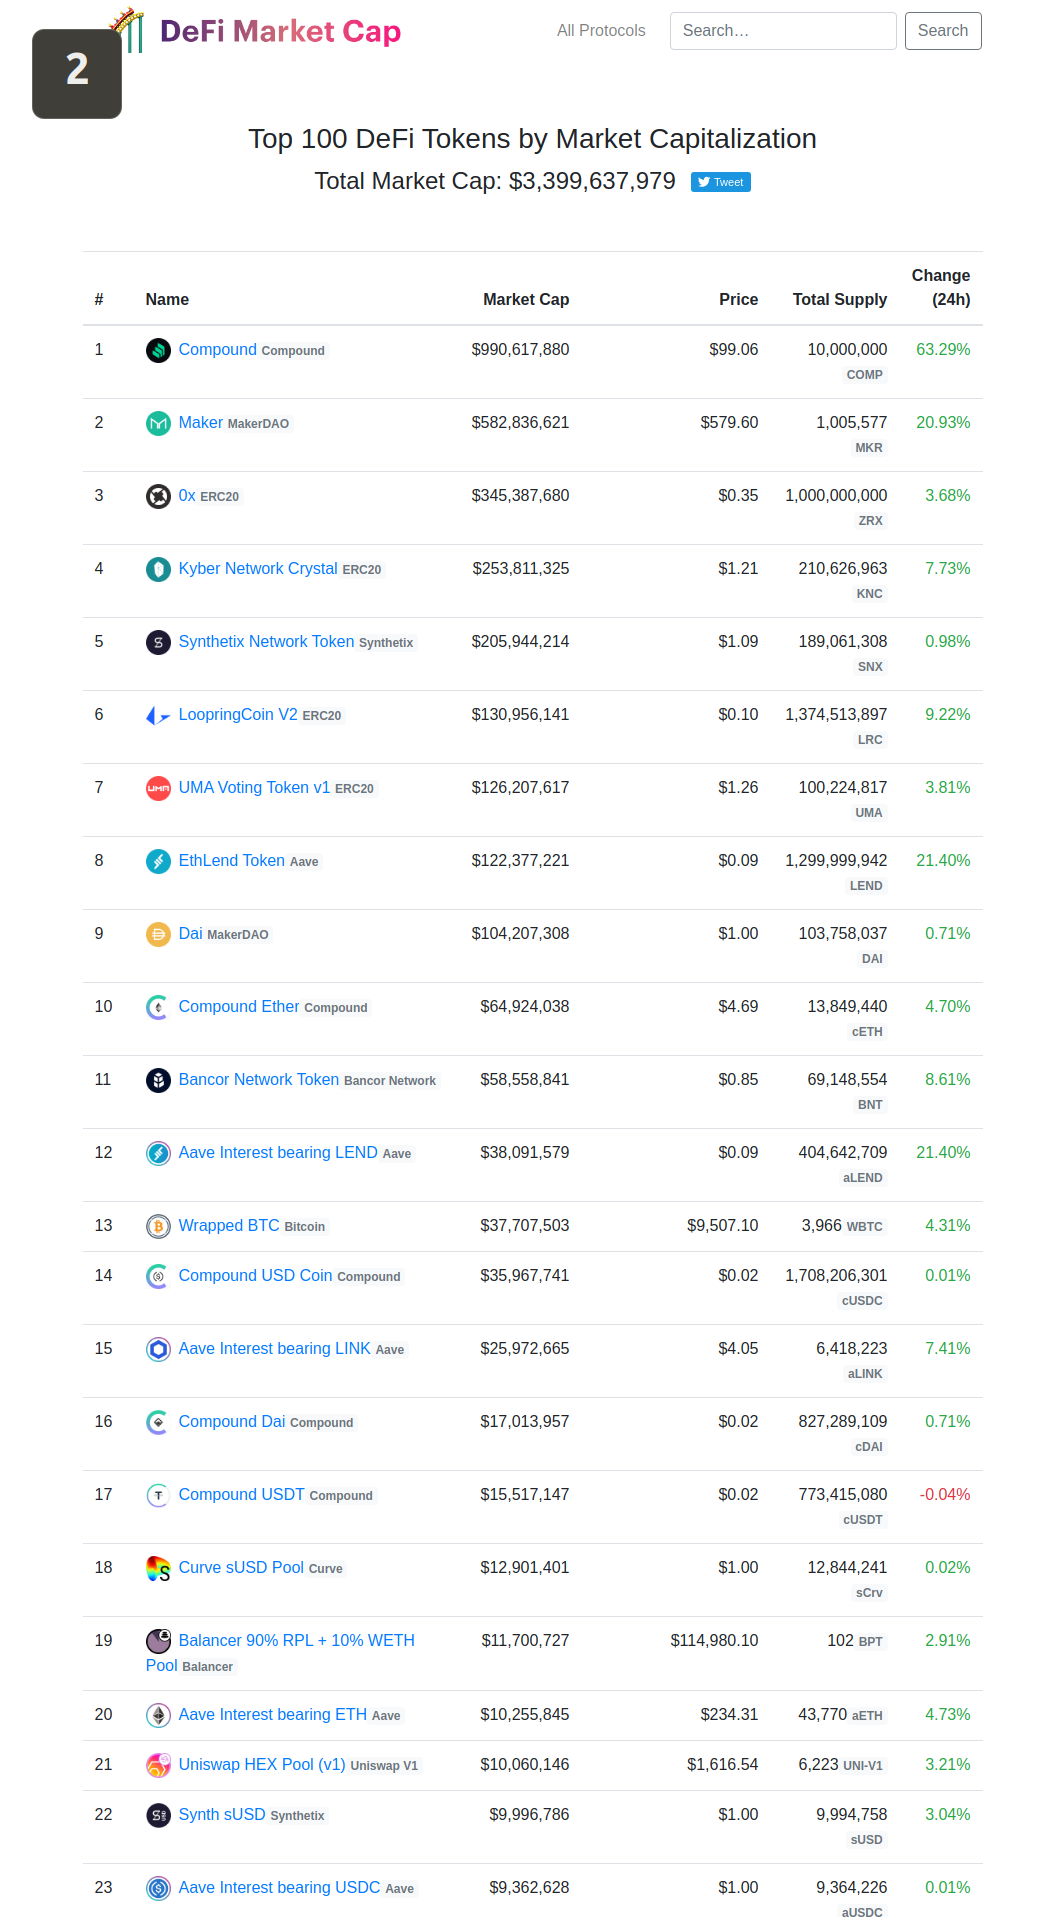 DeFi Market Cap
All Protocols
Search…
Search
2
Top 100 DeFi Tokens by Market Capitalization
Total Market Cap: $3,399,637,979 Tweet
# Name Market Cap Price Total Supply Change (24h)
1 Compound Compound $990,617,880 $99.06 10,000,000 COMP 63.29%
2 Maker MakerDAO $582,836,621 $579.60 1,005,577 MKR 20.93%
3 0x ERC20 $345,387,680 $0.35 1,000,000,000 ZRX 3.68%
4 Kyber Network Crystal ERC20 $253,811,325 $1.21 210,626,963 KNC 7.73%
5 Synthetix Network Token Synthetix $205,944,214 $1.09 189,061,308 SNX 0.98%
6 LoopringCoin V2 ERC20 $130,956,141 $0.10 1,374,513,897 LRC 9.22%
7 UMA UMA Voting Token v1 ERC20 $126,207,617 $1.26 100,224,817 UMA 3.81%
8 EthLend Token Aave $122,377,221 $0.09 1,299,999,942 LEND 21.40%
9 Dai MakerDAO $104,207,308 $1.00 103,758,037 DAI 0.71%
10 Compound Ether Compound $64,924,038 $4.69 13,849,440 cETH 4.70%
11 Bancor Network Token Bancor Network $58,558,841 $0.85 69,148,554 BNT 8.61%
12 Aave Interest bearing LEND Aave $38,091,579 $0.09 404,642,709 aLEND 21.40%
13 Wrapped BTC Bitcoin $37,707,503 $9,507.10 3,966 WBTC 4.31%
14 Compound USD Coin Compound $35,967,741 $0.02 1,708,206,301 cUSDC 0.01%
15 Aave Interest bearing LINK Aave $25,972,665 $4.05 6,418,223 aLINK 7.41%
16 Compound Dai Compound $17,013,957 $0.02 827,289,109 cDAI 0.71%
17 Compound USDT Compound $15,517,147 $0.02 773,415,080 cUSDT -0.04%
18 Curve sUSD Pool Curve $12,901,401 $1.00 12,844,241 sCrv 0.02%
19 Balancer 90% RPL + 10% WETH Pool Balancer $11,700,727 $114,980.10 102 BPT 2.91%
20 Aave Interest bearing ETH Aave $10,255,845 $234.31 43,770 aETH 4.73%
21 Uniswap HEX Pool (v1) Uniswap V1 $10,060,146 $1,616.54 6,223 UNI-V1 3.21%
22 Synth sUSD Synthetix $9,996,786 $1.00 9,994,758 sUSD 3.04%
23 Aave Interest bearing USDC Aave $9,362,628 $1.00 9,364,226 aUSDC 0.01%